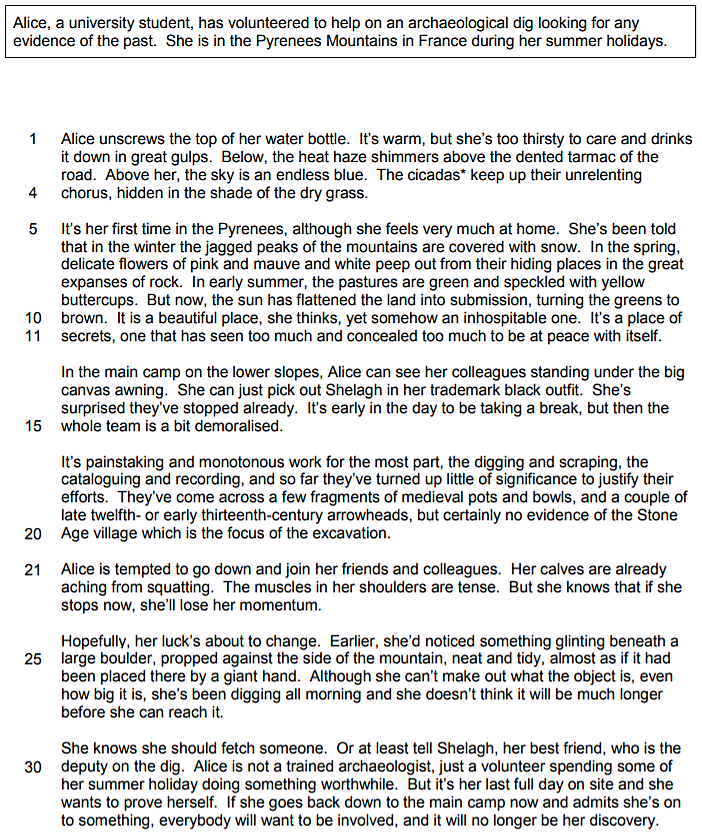 Alice, a university student, has volunteered to help on an archaeological dig looking for any
evidence of the past.  She is in the Pyrenees Mountains in France during her summer holidays.
1 Alice unscrews the top of her water bottle.  It's warm, but she's too thirsty to care and drinks
it down in great gulps.  Below, the heat haze shimmers above the dented tarmac of the
road.  Above her, the sky is an endless blue.  The cicadas* keep up their unrelenting
4 chorus, hidden in the shade of the dry grass.
5 It's her first time in the Pyrenees, although she feels very much at home.  She's been told
that in the winter the jagged peaks of the mountains are covered with snow.  In the spring,
delicate flowers of pink and mauve and white peep out from their hiding places in the great
expanses of rock.  In early summer, the pastures are green and speckled with yellow
buttercups.  But now, the sun has flattened the land into submission, turning the greens to
10 brown.  It is a beautiful place, she thinks, yet somehow an inhospitable one.  It's a place of
11 secrets, one that has seen too much and concealed too much to be at peace with itself.
In the main camp on the lower slopes, Alice can see her colleagues standing under the big
canvas awning.  She can just pick out Shelagh in her trademark black outfit.  She's
surprised they've stopped already.  It's early in the day to be taking a break, but then the
15 whole team is a bit demoralised.
It's painstaking and monotonous work for the most part, the digging and scraping, the
cataloguing and recording, and so far they've turned up little of significance to justify their
efforts.  They've come across a few fragments of medieval pots and bowls, and a couple of
late twelfth- or early thirteenth-century arrowheads, but certainly no evidence of the Stone
20 Age village which is the focus of the excavation.
21 Alice is tempted to go down and join her friends and colleagues.  Her calves are already
aching from squatting.  The muscles in her shoulders are tense.  But she knows that if she
stops now, she'll lose her momentum.
Hopefully, her luck's about to change.  Earlier, she'd noticed something glinting beneath a
25 large boulder, propped against the side of the mountain, neat and tidy, almost as if it had
been placed there by a giant hand.  Although she can't make out what the object is, even
how big it is, she's been digging all morning and she doesn't think it will be much longer
before she can reach it.
She knows she should fetch someone.  Or at least tell Shelagh, her best friend, who is the
30 deputy on the dig.  Alice is not a trained archaeologist, just a volunteer spending some of
her summer holiday doing something worthwhile.  But it's her last full day on site and she
wants to prove herself.  If she goes back down to the main camp now and admits she's on
to something, everybody will want to be involved, and it will no longer be her discovery.